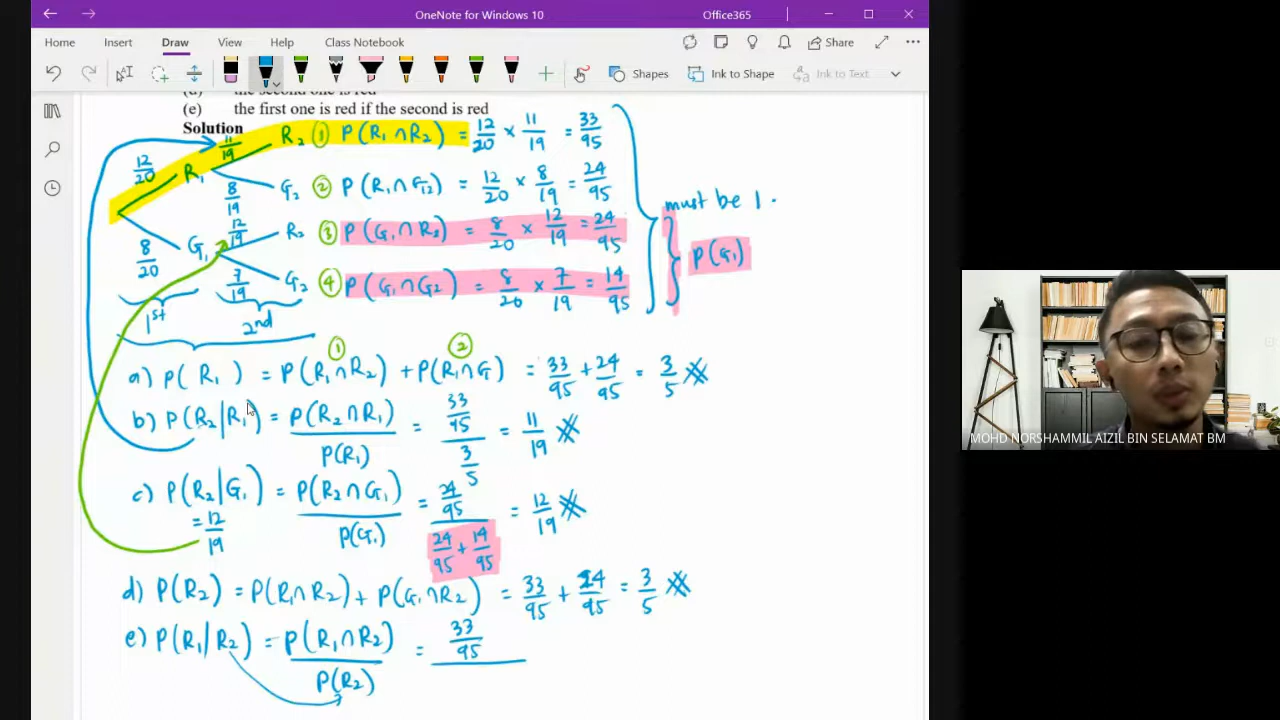 OneNote for Windows 10
Office365
Home Insert Draw View Help Class Notebook
Share
Shapes
Ink to Shape
Ink to Text
(d) the second one is red
(e) the first one is red if the second is red
Solution
12/20 R₁ 11/19 R₂ ① P(R₁∩R₂) = 12/20 × 11/19 = 33/95
8/19 G₂ ② P(R₁∩G₂) = 12/20 × 8/19 = 24/95
must be 1.
8/20 G₁ 12/19 R₂ ③ P(G₁∩R₂) = 8/20 × 12/19 = 24/95
P(G₁)
7/19 G₂ ④ P(G₁∩G₂) = 8/20 × 7/19 = 14/95
1st 2nd
① ②
a) P(R₁) = P(R₁∩R₂) + P(R₁∩G) = 33/95 + 24/95 = 3/5
b) P(R₂|R₁) = P(R₂∩R₁)/P(R₁) = 33/95 / 3/5 = 11/19
c) P(R₂|G₁) = P(R₂∩G₁)/P(G₁) = 24/95 / 24/95 + 14/95 = 12/19
= 12/19
d) P(R₂) = P(R₁∩R₂) + P(G₁∩R₂) = 33/95 + 24/95 = 3/5
e) P(R₁|R₂) = P(R₁∩R₂)/P(R₂) = 33/95
MOHD NORSHAMMIL AIZIL BIN SELAMAT BM